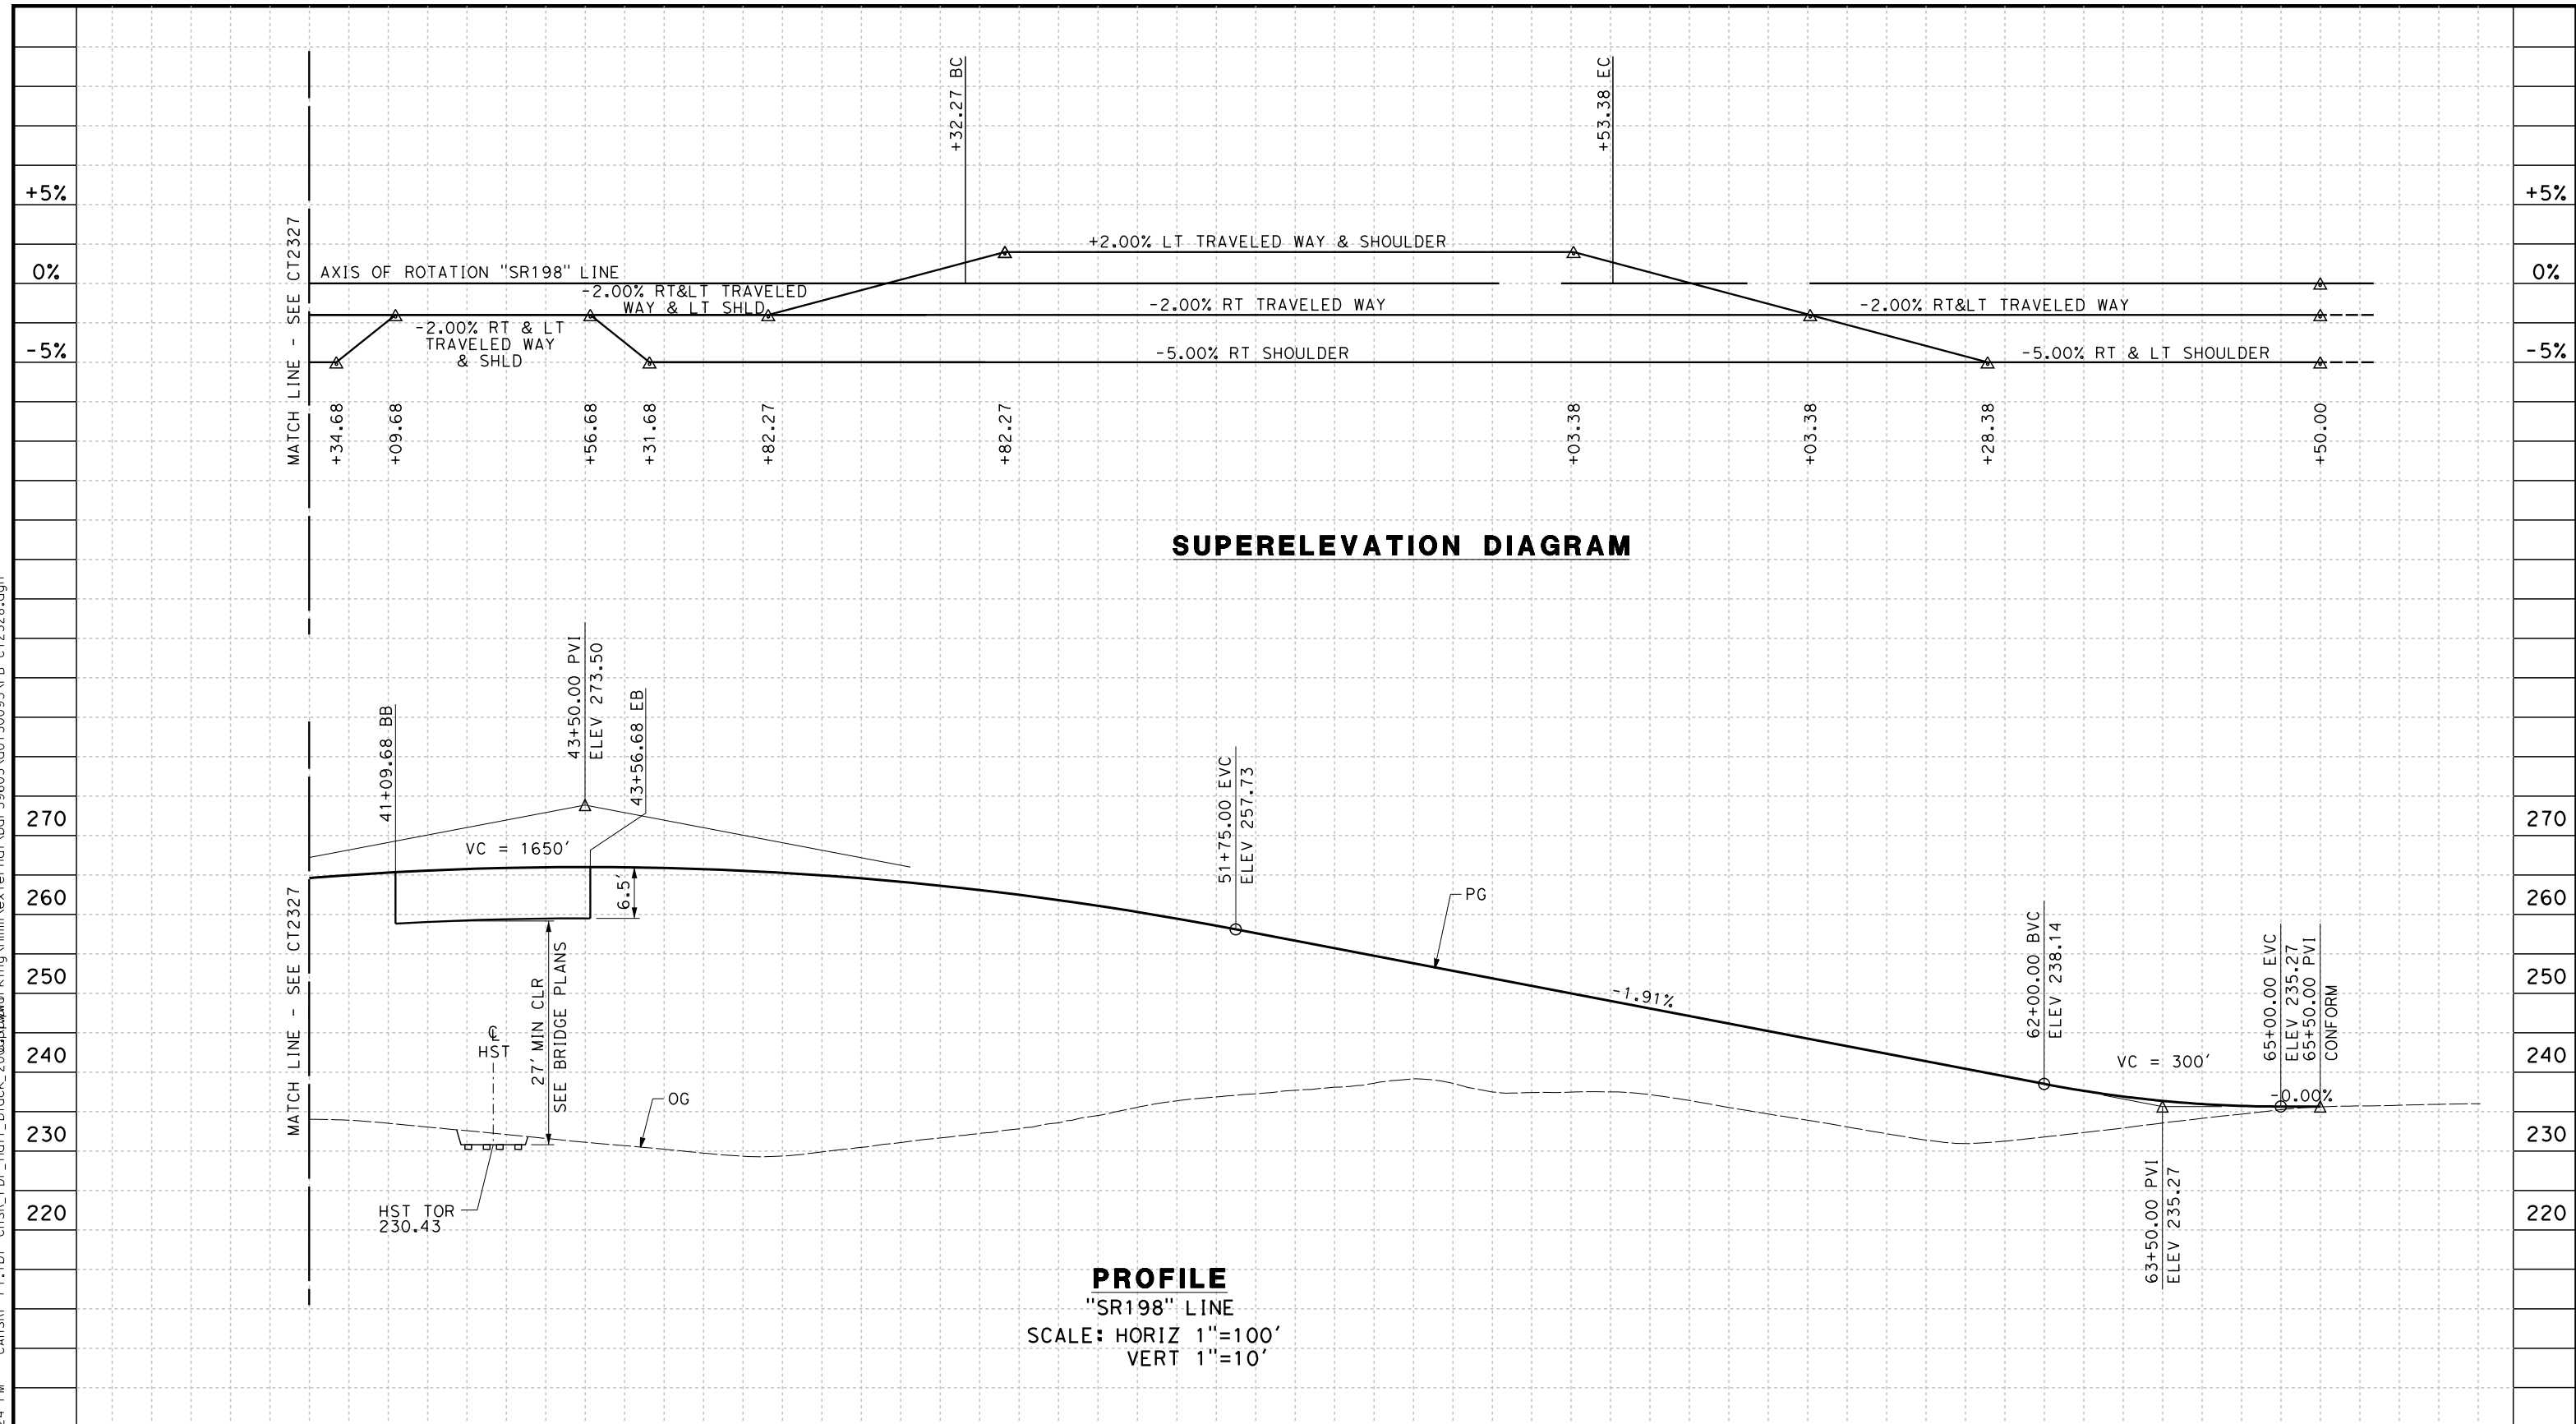 +32.27 BC
+53.38 EC
+5%
+5%
MATCH LINE - SEE CT2327
+2.00% LT TRAVELED WAY & SHOULDER
0%
AXIS OF ROTATION "SR198" LINE
0%
-2.00% RT&LT TRAVELED
WAY & LT SHLD
-2.00% RT TRAVELED WAY
-2.00% RT&LT TRAVELED WAY
-2.00% RT & LT
TRAVELED WAY
& SHLD
-5%
-5.00% RT SHOULDER
-5.00% RT & LT SHOULDER
-5%
+34.68
+09.68
+56.68
+31.68
+82.27
+82.27
+03.38
+03.38
+28.38
+50.00
SUPERELEVATION DIAGRAM
41+09.68 BB
43+50.00 PVI
ELEV 273.50
43+56.68 EB
51+75.00 EVC
ELEV 257.73
270
270
VC = 1650'
6.5'
260
260
PG
MATCH LINE - SEE CT2327
27' MIN CLR
SEE BRIDGE PLANS
62+00.00 BVC
ELEV 238.14
65+00.00 EVC
ELEV 235.27
65+50.00 PVI
CONFORM
250
250
-1.91%
℄
HST
240
VC = 300'
240
OG
-0.00%
230
230
63+50.00 PVI
ELEV 235.27
HST TOR
230.43
220
220
PROFILE
"SR198" LINE
SCALE: HORIZ 1"=100'
VERT 1"=10'